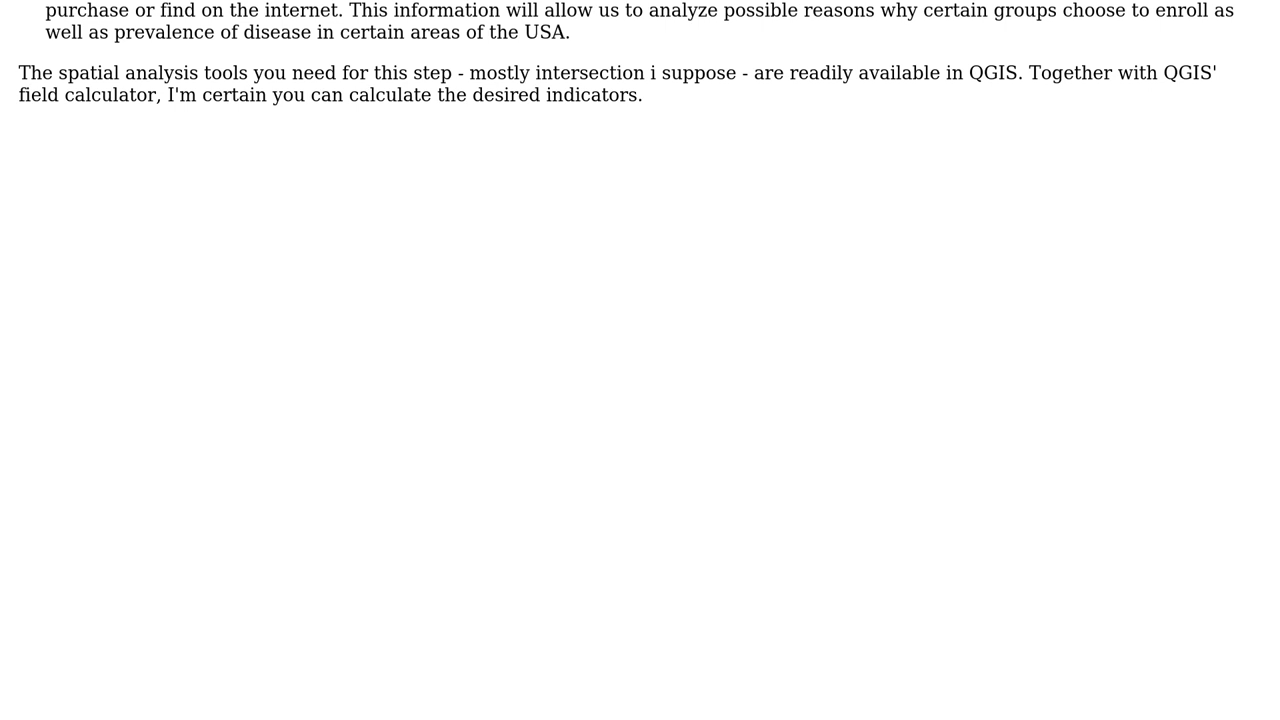 purchase or find on the internet. This information will allow us to analyze possible reasons why certain groups choose to enroll as
well as prevalence of disease in certain areas of the USA.
The spatial analysis tools you need for this step - mostly intersection i suppose - are readily available in QGIS. Together with QGIS'
field calculator, I'm certain you can calculate the desired indicators.